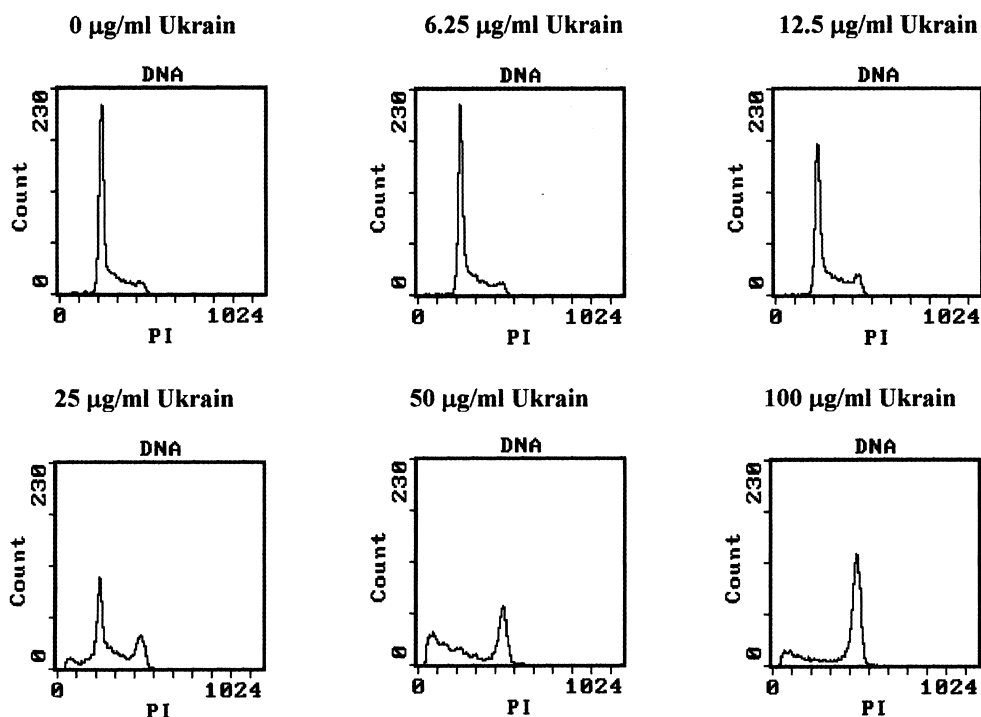 0 µg/ml Ukrain
6.25 µg/ml Ukrain
12.5 µg/ml Ukrain
DNA
DNA
DNA
230
Count
0
0
1024
PI
230
Count
0
0
1024
PI
230
Count
0
0
1024
PI
25 µg/ml Ukrain
50 µg/ml Ukrain
100 µg/ml Ukrain
DNA
DNA
DNA
230
Count
0
0
1024
PI
230
Count
0
0
1024
PI
230
Count
0
0
1024
PI